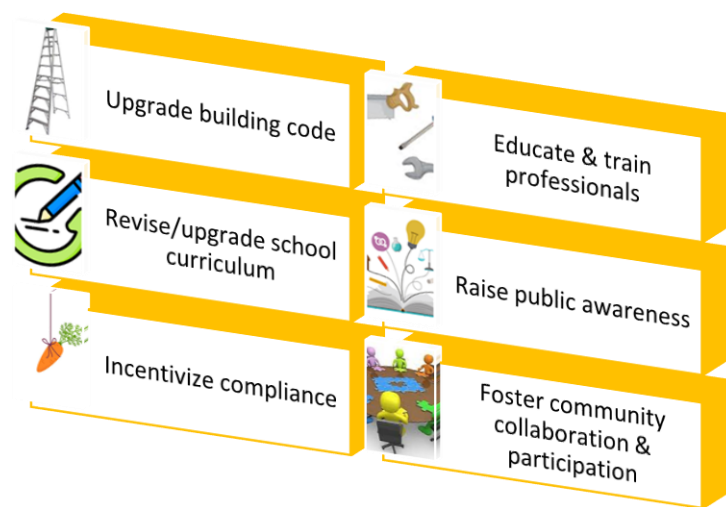 Upgrade building code
Educate & train
professionals
Revise/upgrade school
curriculum
Raise public awareness
Incentivize compliance
Foster community
collaboration &
participation